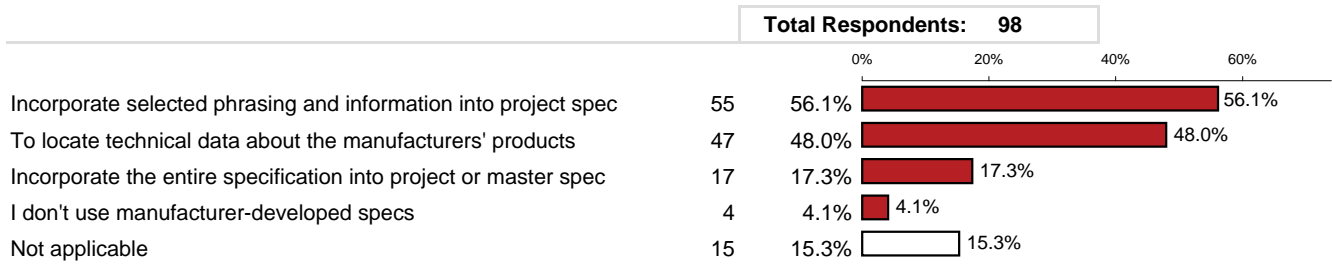 Total Respondents: 98
0% 20% 40% 60%
Incorporate selected phrasing and information into project spec 55 56.1% 56.1%
To locate technical data about the manufacturers' products 47 48.0% 48.0%
Incorporate the entire specification into project or master spec 17 17.3% 17.3%
I don't use manufacturer-developed specs 4 4.1% 4.1%
Not applicable 15 15.3% 15.3%